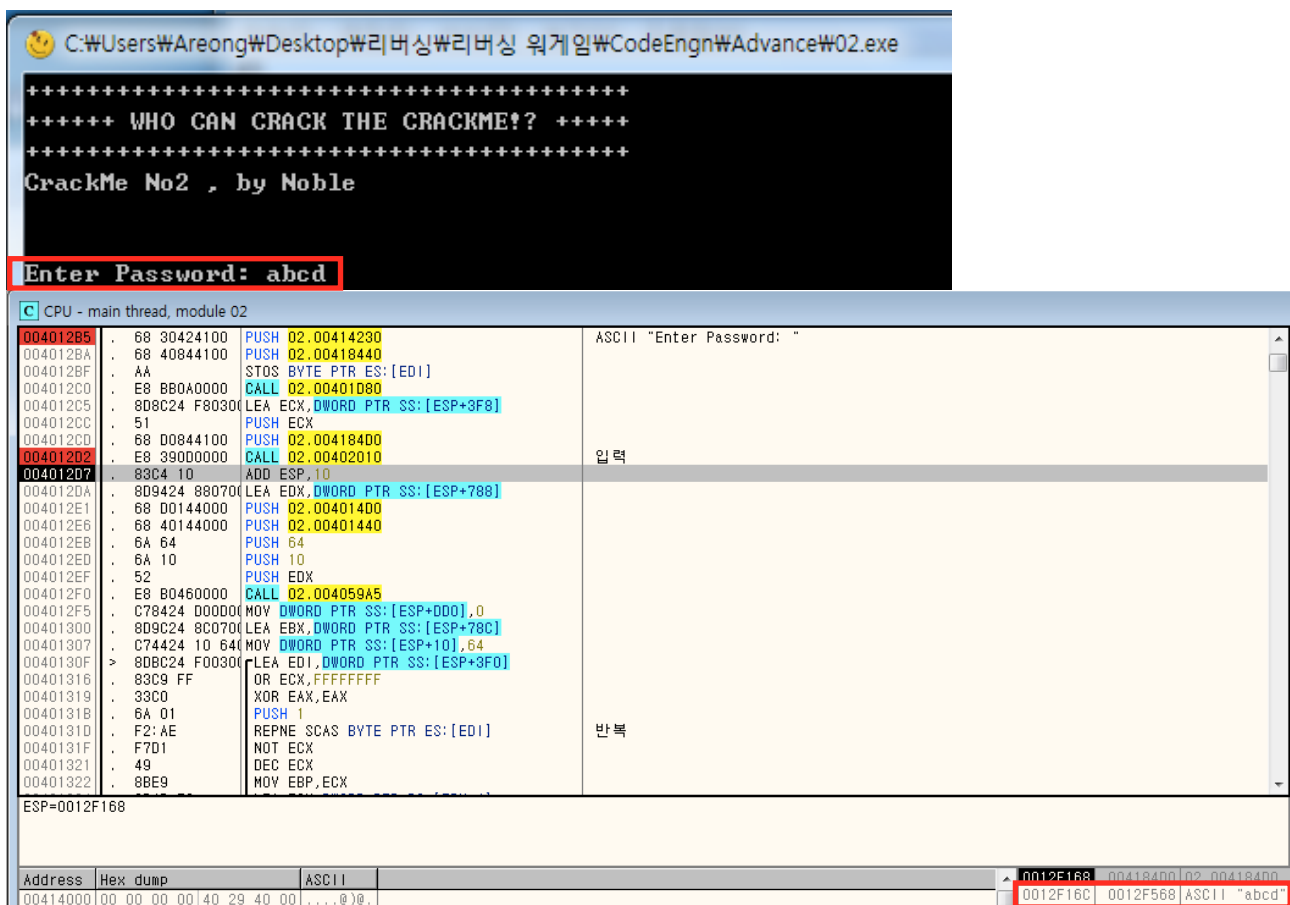 C:₩Users₩Areong₩Desktop₩리버싱₩리버싱 워게임₩CodeEngn₩Advance₩02.exe
+++++++++++++++++++++++++++++++++++++++++
++++++ WHO CAN CRACK THE CRACKME!? +++++
+++++++++++++++++++++++++++++++++++++++++
CrackMe No2 , by Noble
Enter Password: abcd
C CPU - main thread, module 02
004012B5 . 68 30424100 PUSH 02.00414230 ASCII "Enter Password: "
004012BA . 68 40844100 PUSH 02.00418440
004012BF . AA STOS BYTE PTR ES:[EDI]
004012C0 . E8 BB0A0000 CALL 02.00401D80
004012C5 . 8D8C24 F80300 LEA ECX,DWORD PTR SS:[ESP+3F8]
004012CC . 51 PUSH ECX
004012CD . 68 D0844100 PUSH 02.004184D0
004012D2 . E8 390D0000 CALL 02.00402010 입력
004012D7 . 83C4 10 ADD ESP,10
004012DA . 8D9424 880700 LEA EDX,DWORD PTR SS:[ESP+788]
004012E1 . 68 D0144000 PUSH 02.004014D0
004012E6 . 68 40144000 PUSH 02.00401440
004012EB . 6A 64 PUSH 64
004012ED . 6A 10 PUSH 10
004012EF . 52 PUSH EDX
004012F0 . E8 B0460000 CALL 02.004059A5
004012F5 . C78424 D00D00 MOV DWORD PTR SS:[ESP+DD0],0
00401300 . 8D9C24 8C0700 LEA EBX,DWORD PTR SS:[ESP+78C]
00401307 . C74424 10 640 MOV DWORD PTR SS:[ESP+10],64
0040130F > 8DBC24 F00300 LEA EDI,DWORD PTR SS:[ESP+3F0]
00401316 . 83C9 FF OR ECX,FFFFFFFF
00401319 . 33C0 XOR EAX,EAX
0040131B . 6A 01 PUSH 1
0040131D . F2:AE REPNE SCAS BYTE PTR ES:[EDI] 반복
0040131F . F7D1 NOT ECX
00401321 . 49 DEC ECX
00401322 . 8BE9 MOV EBP,ECX
ESP=0012F168
Address Hex dump ASCII
00414000 00 00 00 00 40 29 40 00 ....@)@.
0012F168 004184D0 02.004184D0
0012F16C 0012F568 ASCII "abcd"